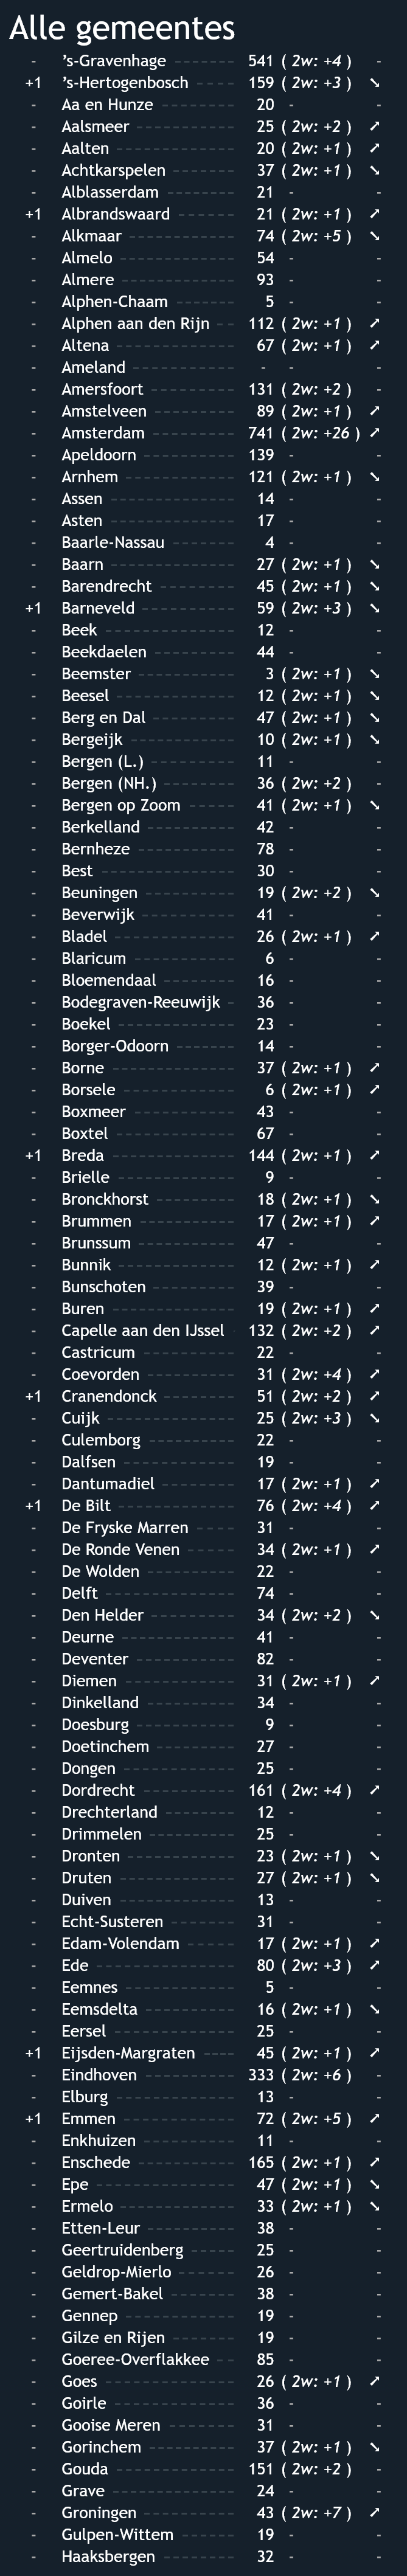 Alle gemeentes
- 's-Gravenhage 541 ( 2w: +4 ) -
+1 's-Hertogenbosch 159 ( 2w: +3 ) ➘
- Aa en Hunze 20 - -
- Aalsmeer 25 ( 2w: +2 ) ➚
- Aalten 20 ( 2w: +1 ) ➚
- Achtkarspelen 37 ( 2w: +1 ) ➘
- Alblasserdam 21 - -
+1 Albrandswaard 21 ( 2w: +1 ) ➚
- Alkmaar 74 ( 2w: +5 ) ➘
- Almelo 54 - -
- Almere 93 - -
- Alphen-Chaam 5 - -
- Alphen aan den Rijn 112 ( 2w: +1 ) ➚
- Altena 67 ( 2w: +1 ) ➚
- Ameland - - -
- Amersfoort 131 ( 2w: +2 ) -
- Amstelveen 89 ( 2w: +1 ) ➚
- Amsterdam 741 ( 2w: +26 ) ➚
- Apeldoorn 139 - -
- Arnhem 121 ( 2w: +1 ) ➘
- Assen 14 - -
- Asten 17 - -
- Baarle-Nassau 4 - -
- Baarn 27 ( 2w: +1 ) ➘
- Barendrecht 45 ( 2w: +1 ) ➘
+1 Barneveld 59 ( 2w: +3 ) ➘
- Beek 12 - -
- Beekdaelen 44 - -
- Beemster 3 ( 2w: +1 ) ➘
- Beesel 12 ( 2w: +1 ) ➘
- Berg en Dal 47 ( 2w: +1 ) ➘
- Bergeijk 10 ( 2w: +1 ) ➘
- Bergen (L.) 11 - -
- Bergen (NH.) 36 ( 2w: +2 ) -
- Bergen op Zoom 41 ( 2w: +1 ) ➘
- Berkelland 42 - -
- Bernheze 78 - -
- Best 30 - -
- Beuningen 19 ( 2w: +2 ) ➘
- Beverwijk 41 - -
- Bladel 26 ( 2w: +1 ) ➚
- Blaricum 6 - -
- Bloemendaal 16 - -
- Bodegraven-Reeuwijk 36 - -
- Boekel 23 - -
- Borger-Odoorn 14 - -
- Borne 37 ( 2w: +1 ) ➚
- Borsele 6 ( 2w: +1 ) ➚
- Boxmeer 43 - -
- Boxtel 67 - -
+1 Breda 144 ( 2w: +1 ) ➚
- Brielle 9 - -
- Bronckhorst 18 ( 2w: +1 ) ➘
- Brummen 17 ( 2w: +1 ) ➚
- Brunssum 47 - -
- Bunnik 12 ( 2w: +1 ) ➚
- Bunschoten 39 - -
- Buren 19 ( 2w: +1 ) ➚
- Capelle aan den IJssel 132 ( 2w: +2 ) ➚
- Castricum 22 - -
- Coevorden 31 ( 2w: +4 ) ➚
+1 Cranendonck 51 ( 2w: +2 ) ➚
- Cuijk 25 ( 2w: +3 ) ➘
- Culemborg 22 - -
- Dalfsen 19 - -
- Dantumadiel 17 ( 2w: +1 ) ➚
+1 De Bilt 76 ( 2w: +4 ) ➚
- De Fryske Marren 31 - -
- De Ronde Venen 34 ( 2w: +1 ) ➚
- De Wolden 22 - -
- Delft 74 - -
- Den Helder 34 ( 2w: +2 ) ➘
- Deurne 41 - -
- Deventer 82 - -
- Diemen 31 ( 2w: +1 ) ➚
- Dinkelland 34 - -
- Doesburg 9 - -
- Doetinchem 27 - -
- Dongen 25 - -
- Dordrecht 161 ( 2w: +4 ) ➚
- Drechterland 12 - -
- Drimmelen 25 - -
- Dronten 23 ( 2w: +1 ) ➘
- Druten 27 ( 2w: +1 ) ➘
- Duiven 13 - -
- Echt-Susteren 31 - -
- Edam-Volendam 17 ( 2w: +1 ) ➚
- Ede 80 ( 2w: +3 ) ➚
- Eemnes 5 - -
- Eemsdelta 16 ( 2w: +1 ) ➘
- Eersel 25 - -
+1 Eijsden-Margraten 45 ( 2w: +1 ) ➚
- Eindhoven 333 ( 2w: +6 ) -
- Elburg 13 - -
+1 Emmen 72 ( 2w: +5 ) ➚
- Enkhuizen 11 - -
- Enschede 165 ( 2w: +1 ) ➚
- Epe 47 ( 2w: +1 ) ➘
- Ermelo 33 ( 2w: +1 ) ➘
- Etten-Leur 38 - -
- Geertruidenberg 25 - -
- Geldrop-Mierlo 26 - -
- Gemert-Bakel 38 - -
- Gennep 19 - -
- Gilze en Rijen 19 - -
- Goeree-Overflakkee 85 - -
- Goes 26 ( 2w: +1 ) ➚
- Goirle 36 - -
- Gooise Meren 31 - -
- Gorinchem 37 ( 2w: +1 ) ➘
- Gouda 151 ( 2w: +2 ) -
- Grave 24 - -
- Groningen 43 ( 2w: +7 ) ➚
- Gulpen-Wittem 19 - -
- Haaksbergen 32 - -